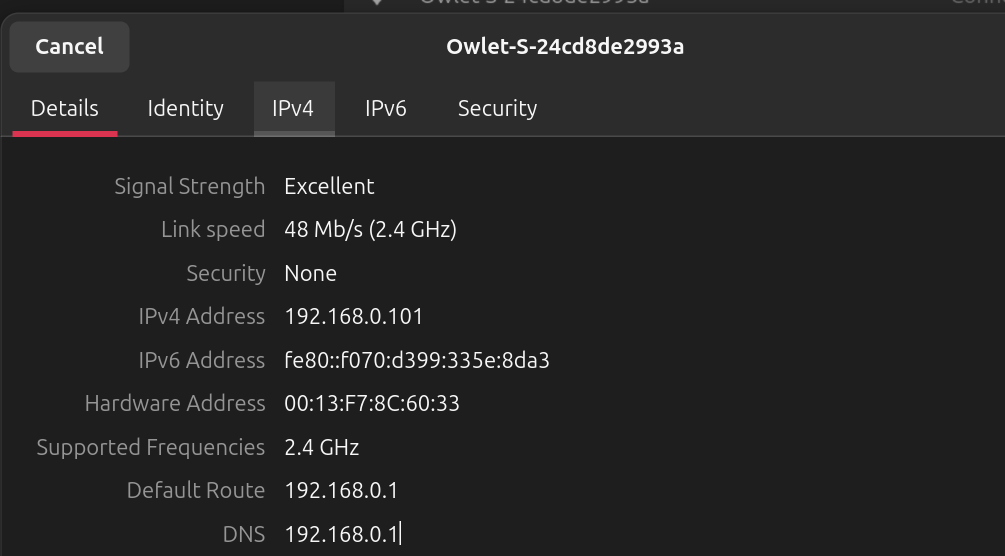 Cancel
Owlet-S-24cd8de2993a
Details
Identity
IPv4
IPv6
Security
Signal Strength Excellent
Link speed 48 Mb/s (2.4 GHz)
Security None
IPv4 Address 192.168.0.101
IPv6 Address fe80::f070:d399:335e:8da3
Hardware Address 00:13:F7:8C:60:33
Supported Frequencies 2.4 GHz
Default Route 192.168.0.1
DNS 192.168.0.1